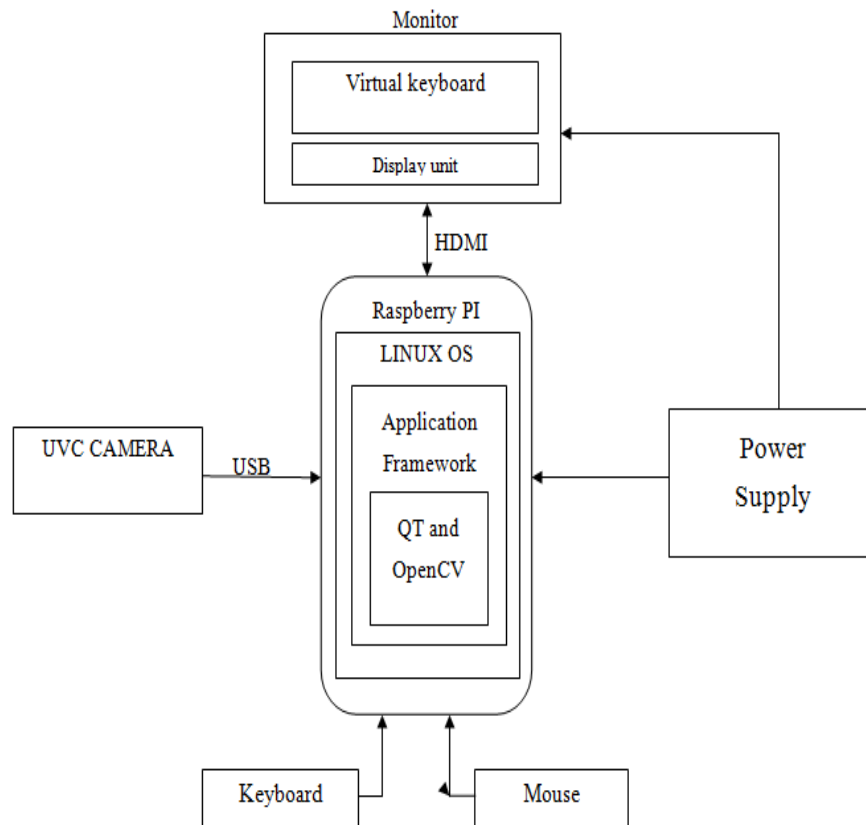 Monitor
Virtual keyboard
Display unit
HDMI
Raspberry PI
LINUX OS
Application
Framework
QT and
OpenCV
UVC CAMERA
USB
Power
Supply
Keyboard
Mouse